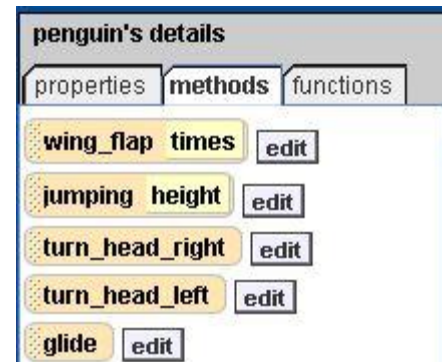 penguin's details
properties methods functions
wing_flap times edit
jumping height edit
turn_head_right edit
turn_head_left edit
glide edit